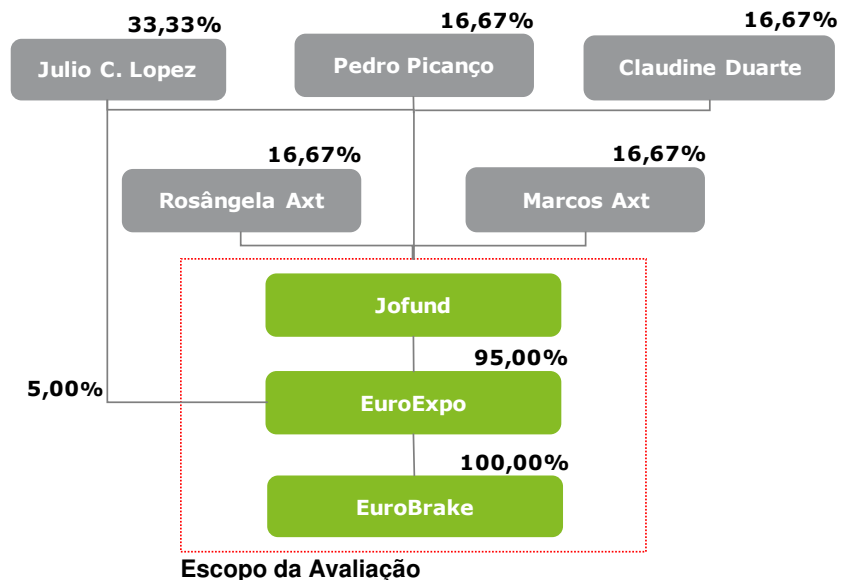 33,33%
16,67%
16,67%
Julio C. Lopez
Pedro Picanço
Claudine Duarte
16,67%
16,67%
Rosângela Axt
Marcos Axt
Jofund
95,00%
5,00%
EuroExpo
100,00%
EuroBrake
Escopo da Avaliação